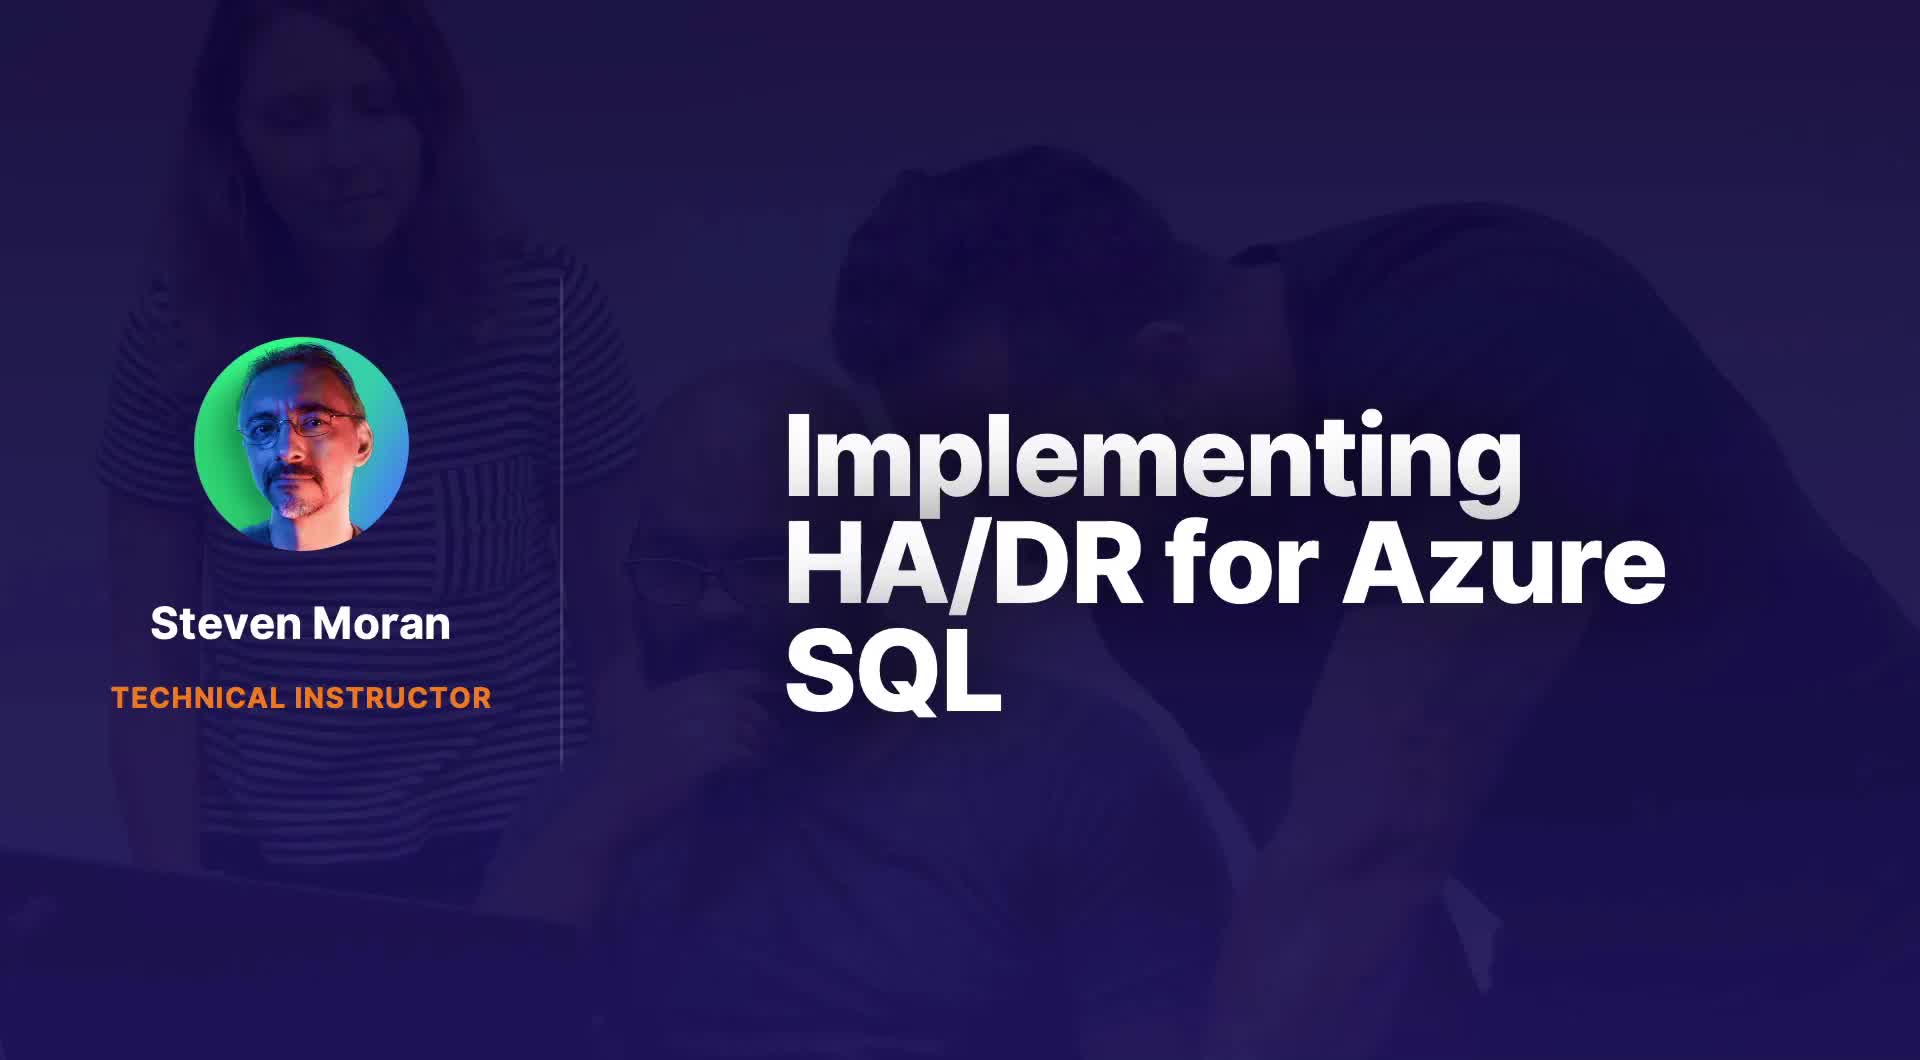 Steven Moran
TECHNICAL INSTRUCTOR
Implementing
HA/DR for Azure
SQL